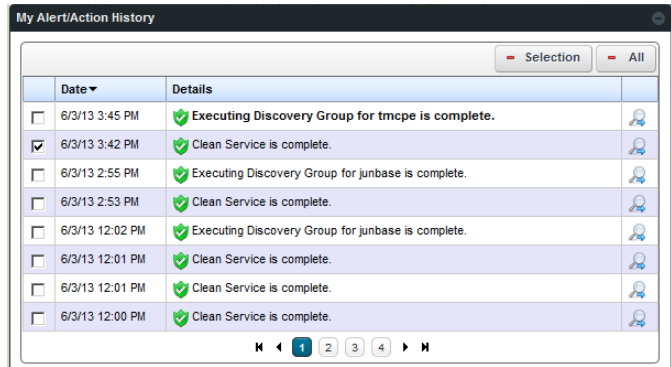 My Alert/Action History
Selection All
Date Details
6/3/13 3:45 PM Executing Discovery Group for tmcpe is complete.
6/3/13 3:42 PM Clean Service is complete.
6/3/13 2:55 PM Executing Discovery Group for junbase is complete.
6/3/13 2:53 PM Clean Service is complete.
6/3/13 12:02 PM Executing Discovery Group for junbase is complete.
6/3/13 12:01 PM Clean Service is complete.
6/3/13 12:01 PM Clean Service is complete.
6/3/13 12:00 PM Clean Service is complete.
1 2 3 4